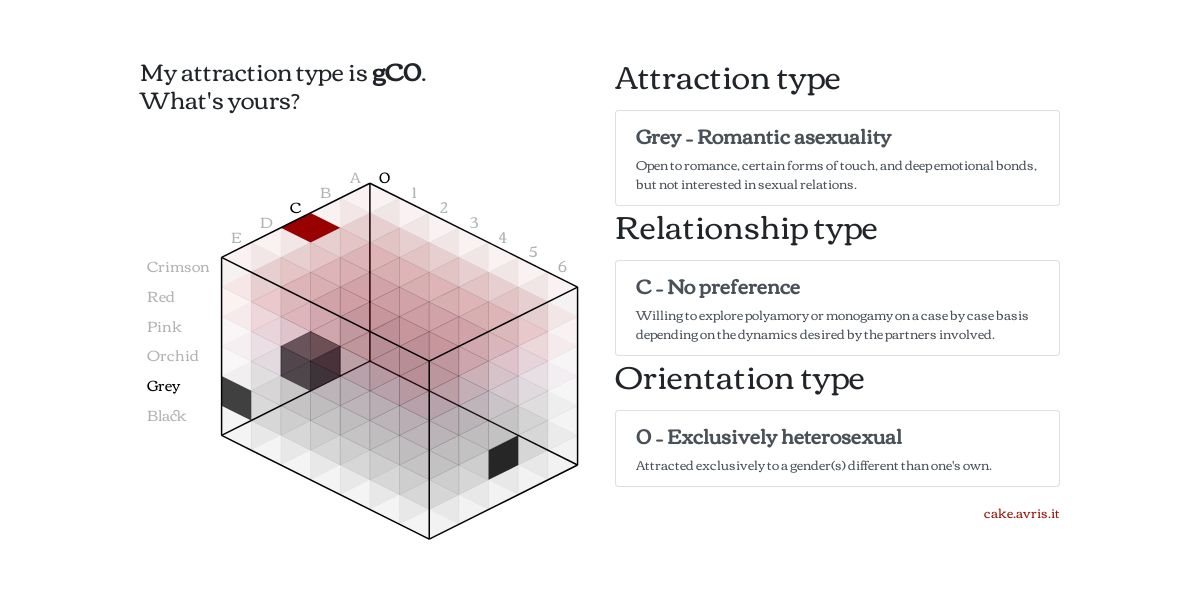 My attraction type is gC0.
What's yours?
A
0
B
1
C
2
D
3
E
4
5
6
Crimson
Red
Pink
Orchid
Grey
Black
Attraction type
Grey – Romantic asexuality
Open to romance, certain forms of touch, and deep emotional bonds,
but not interested in sexual relations.
Relationship type
C – No preference
Willing to explore polyamory or monogamy on a case by case basis
depending on the dynamics desired by the partners involved.
Orientation type
0 – Exclusively heterosexual
Attracted exclusively to a gender(s) different than one's own.
cake.avris.it